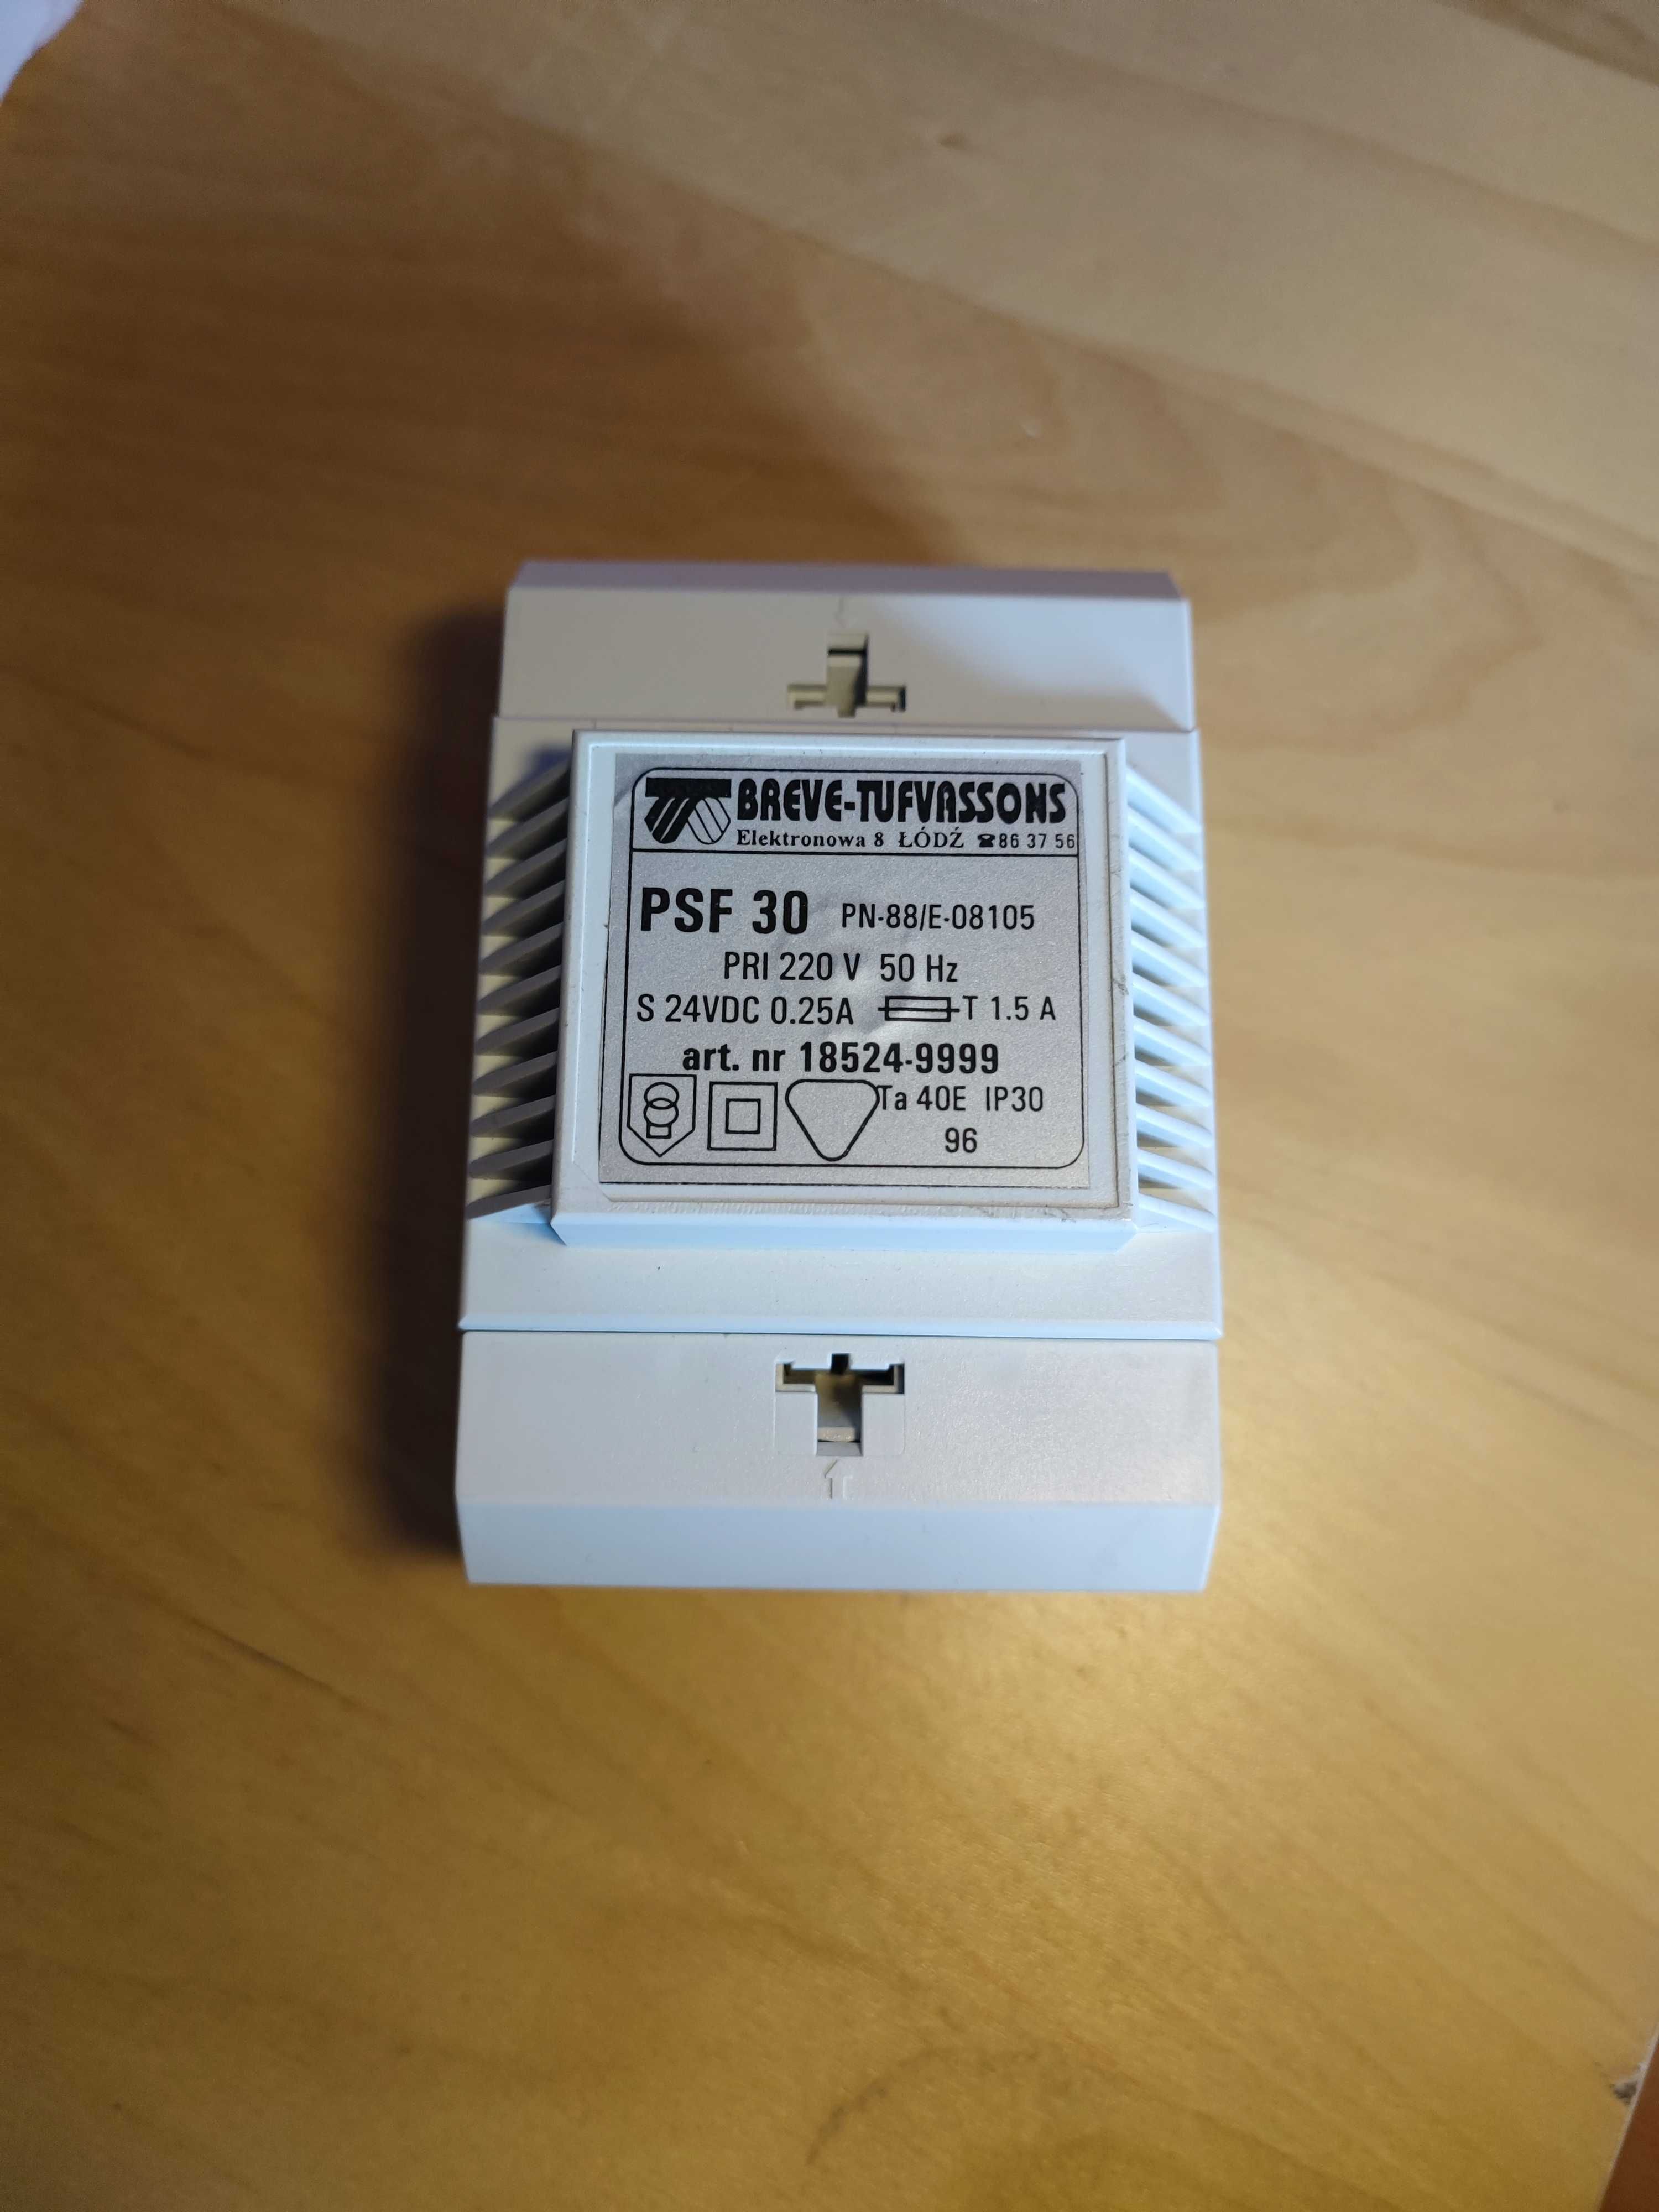 BREVE-TUFVASSONS
Elektronowa 8 ŁÓDŹ ☎86 37 56
PSF 30 PN-88/E-08105
PRI 220 V 50 Hz
S 24VDC 0.25A T 1.5 A
art. nr 18524-9999
Ta 40E IP30
96